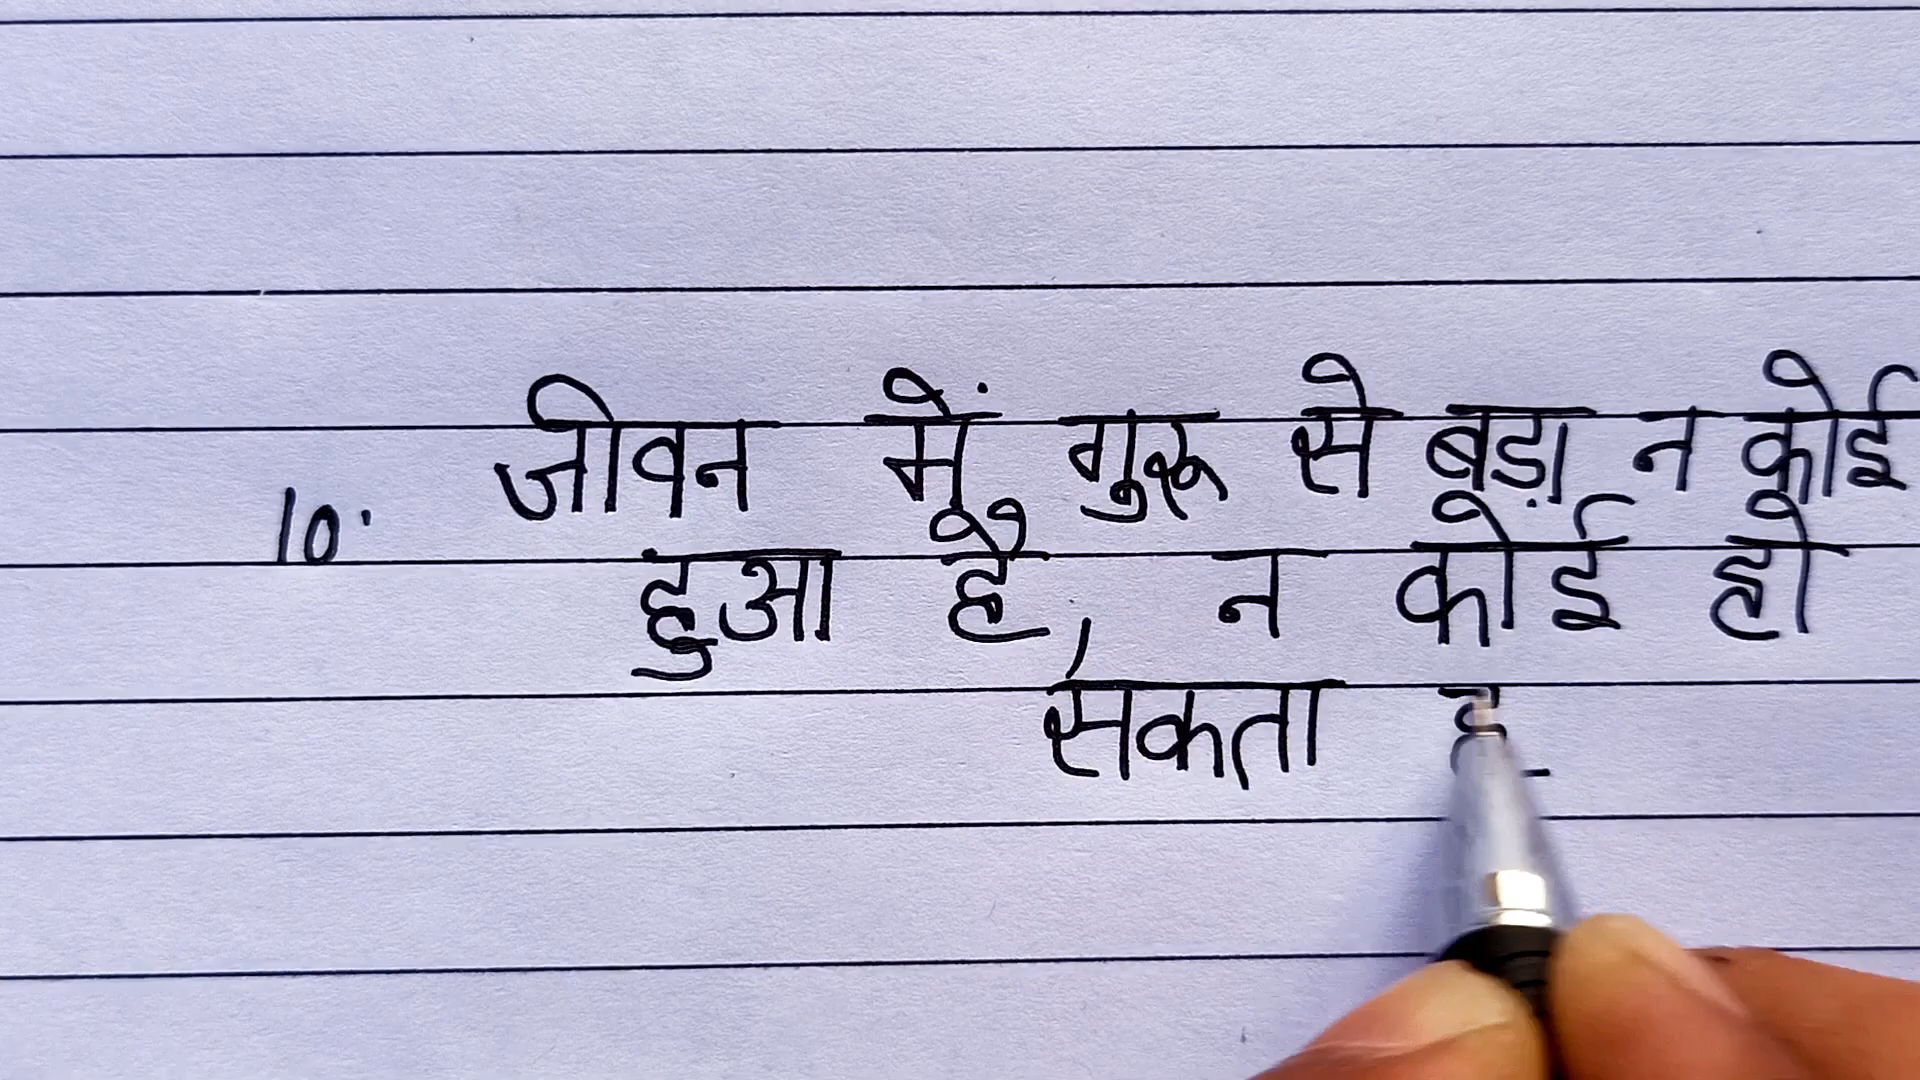 10. जीवन में गुरू से बड़ा न कोई
हुआ है, न कोई हो
सकता